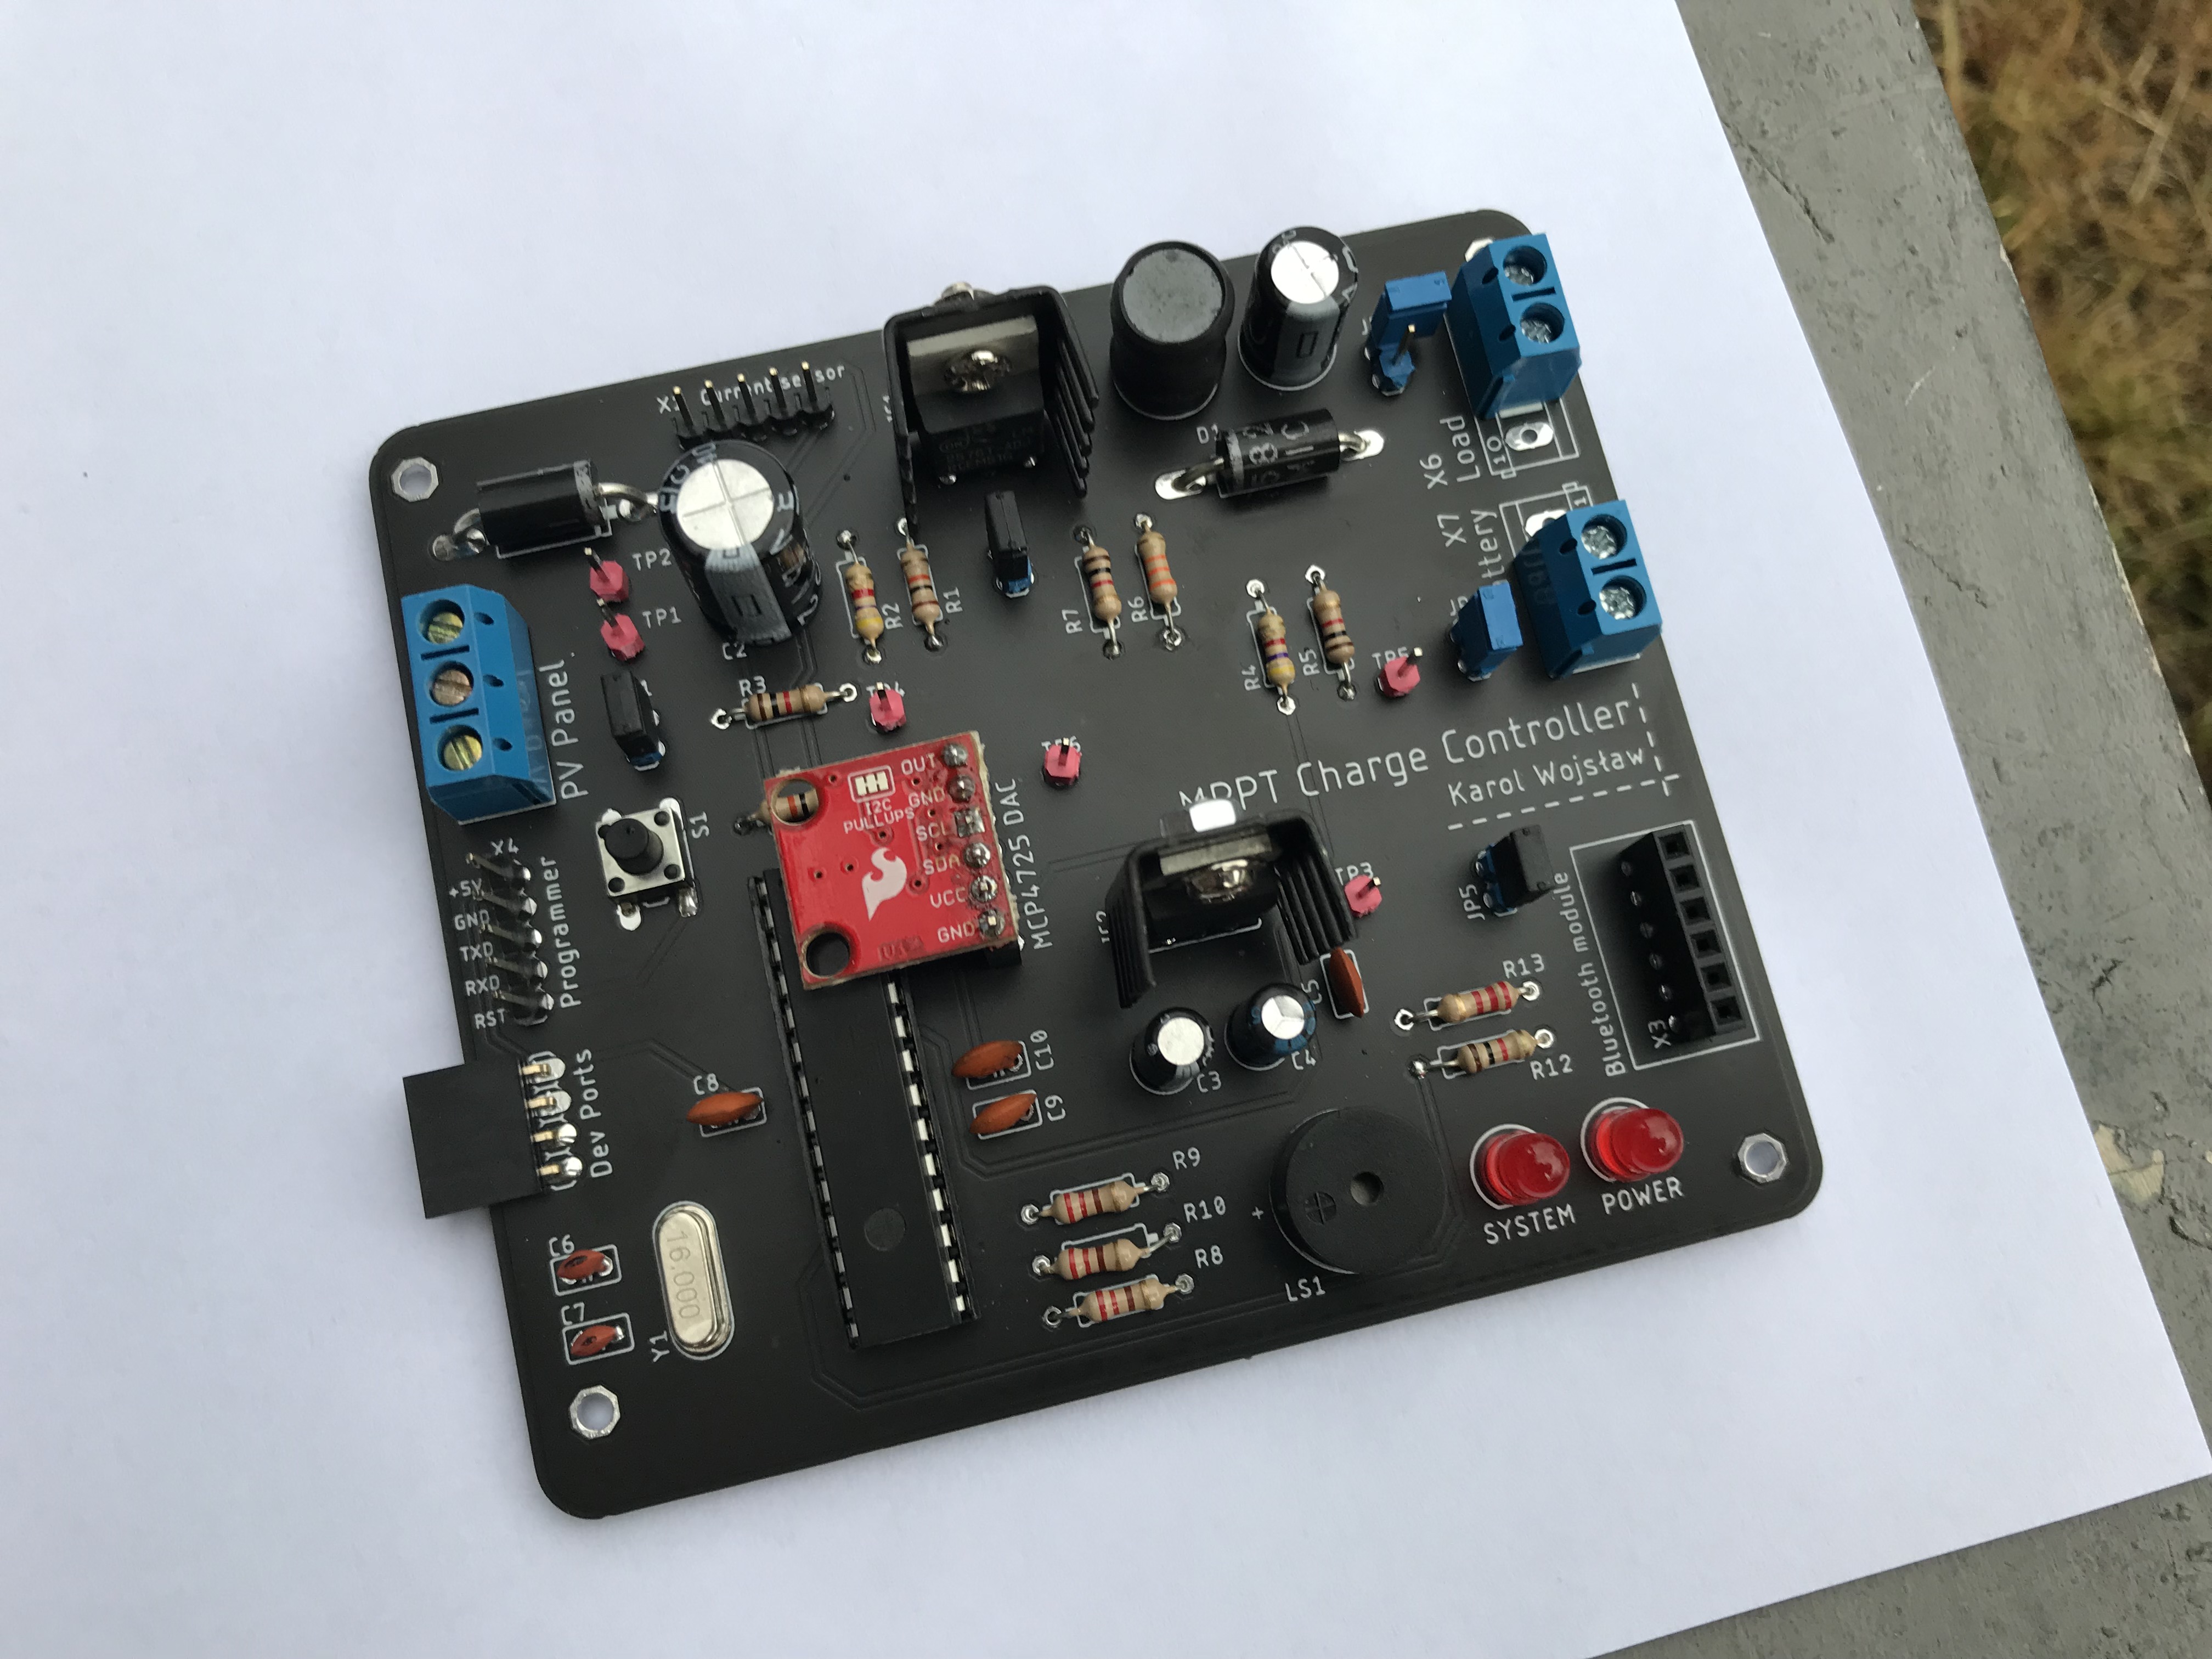 Current sensor
D1
X6
Load
X7
TP2
TP1
C2
R2
R1
R7
R6
R4
R5
R3
PV Panel
MPPT Charge Controller
Karol Wojsław
OUT
GND
SCL
SDA
VCC
GND
I2C
PULLUPS
MCP4725 DAC
S1
X4
+5V
GND
TXD
RXD
RST
Programmer
Dev Ports
TP3
JP5
Bluetooth module
X3
R13
R12
C10
C9
C8
C3
C4
C6
C7
Y1
16.000
R9
R10
R8
+
LS1
SYSTEM
POWER